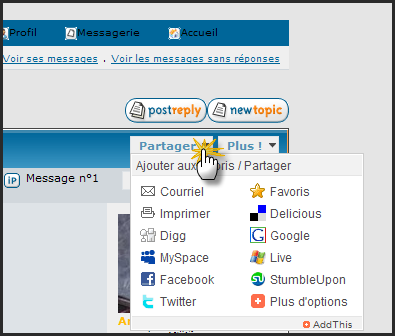 Profil Messagerie Accueil
Voir ses messages . Voir les messages sans réponses
postreply newtopic
Partager Plus !
iP Message n°1
Ajouter aux ris / Partager
Courriel Favoris
Imprimer Delicious
Digg Google
MySpace Live
Facebook StumbleUpon
Twitter Plus d'options
AddThis